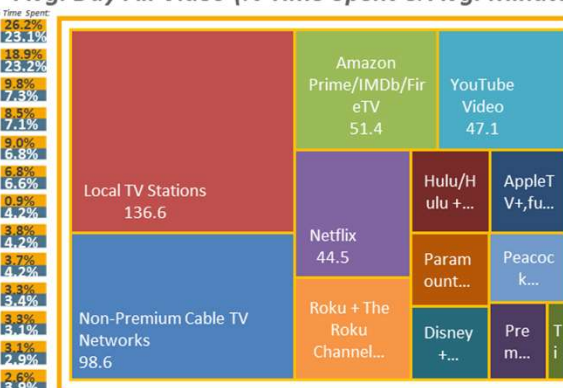 Time Spent:
26.2%
23.1%
18.9%
23.2%
9.8%
7.3%
8.5%
7.1%
9.0%
6.8%
6.8%
6.6%
0.9%
4.2%
3.8%
4.2%
3.7%
4.2%
3.3%
3.4%
3.3%
3.1%
3.1%
2.9%
2.6%
Local TV Stations
136.6
Non-Premium Cable TV
Networks
98.6
Amazon
Prime/IMDb/Fir
eTV
51.4
YouTube
Video
47.1
Netflix
44.5
Roku + The
Roku
Channel...
Hulu/H
ulu +...
AppleT
V+,fu...
Param
ount...
Peacoc
k...
Disney
+...
Pre
m...
T
i